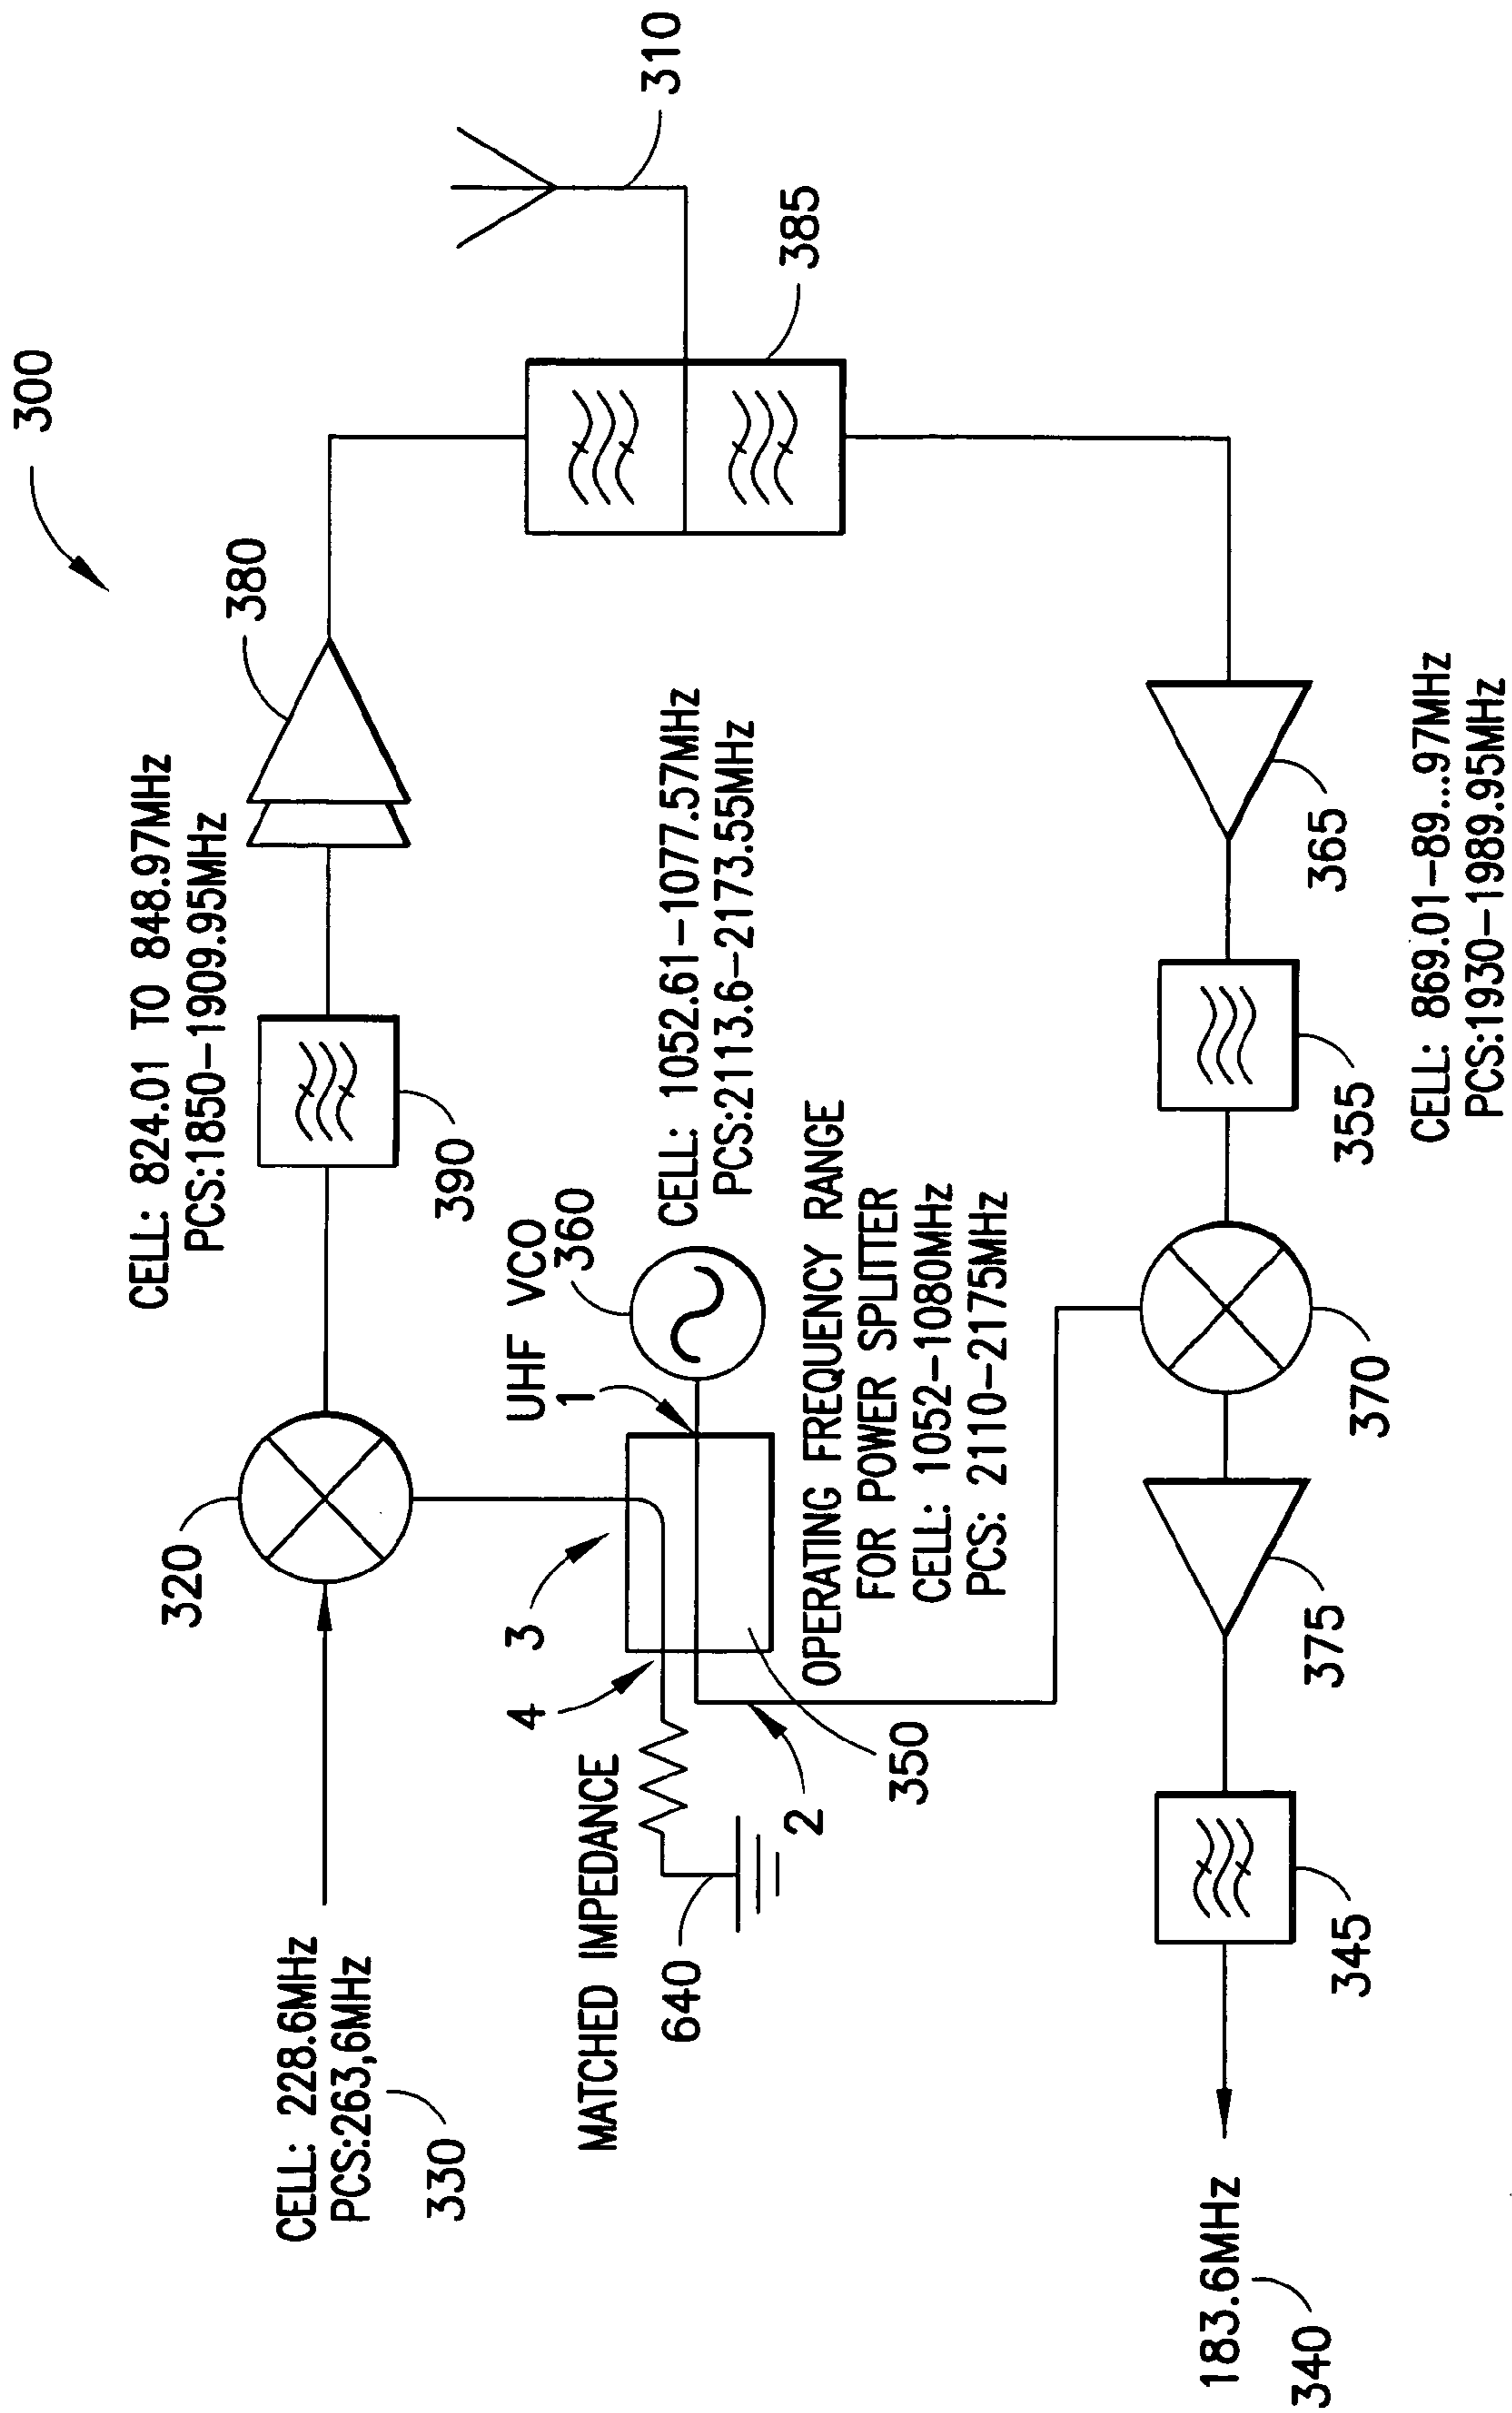 300
310
385
380
CELL: 824.01 TO 848.97MHz
PCS:1850-1909.95MHz
390
320
CELL: 228.6MHz
PCS:263,6MHz
330
UHF VCO
360
1
CELL: 1052.61-1077.57MHz
PCS:2113.6-2173.55MHz
3
4
MATCHED IMPEDANCE
640
2
350
OPERATING FREQUENCY RANGE
FOR POWER SPLITTER
CELL: 1052-1080MHz
PCS: 2110-2175MHz
365
355
CELL: 869.01-89...97MHz
PCS:1930-1989.95MHz
370
375
345
183.6MHz
340